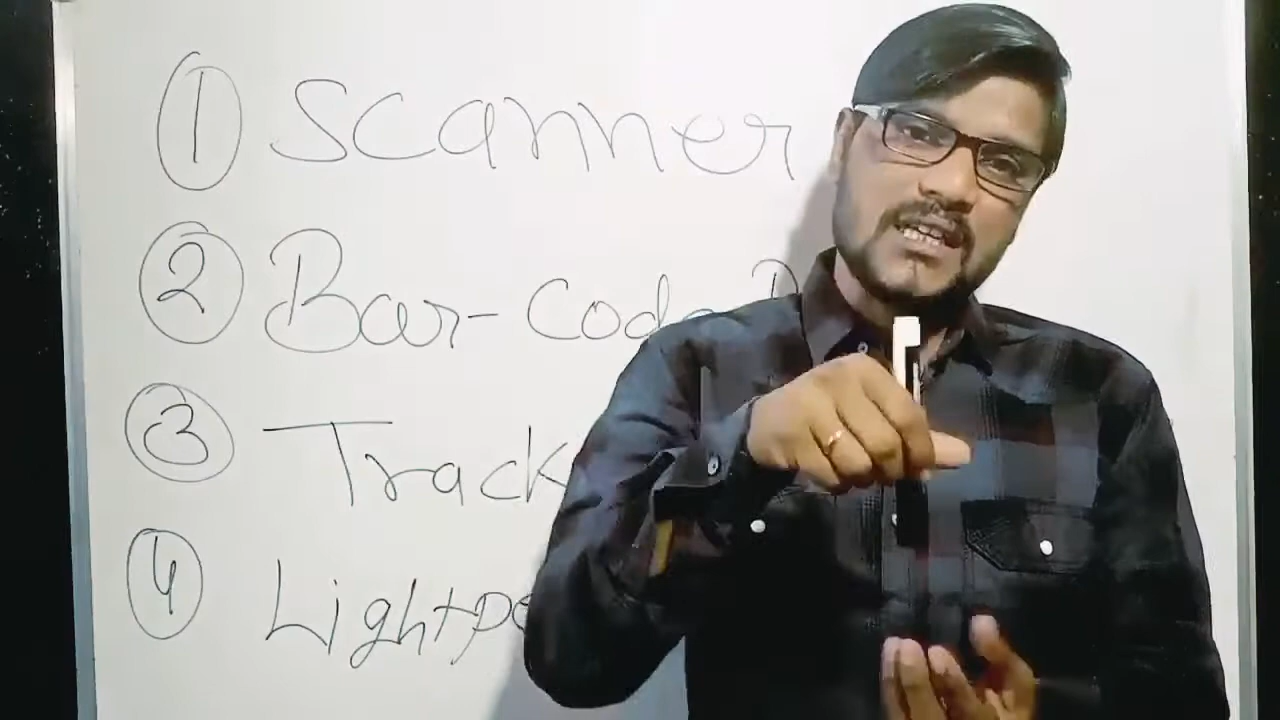 ① Scanner
② Bar-Code
③ Track
④ Lightpe